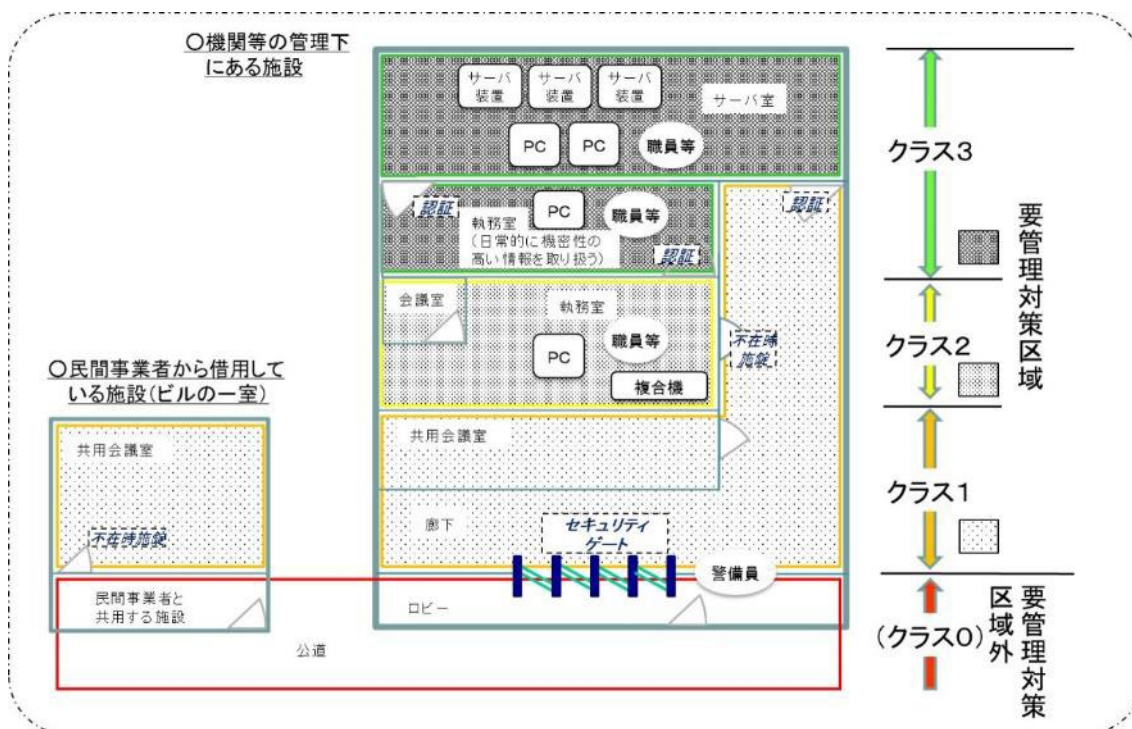 〇機関等の管理下
にある施設
サーバ
装置
サーバ
装置
サーバ
装置
サーバ室
PC
PC
職員等
認証
PC
職員等
執務室
(日常的に機密性の
高い情報を取り扱う)
認証
認証
会議室
執務室
職員等
PC
複合機
不在時
施錠
共用会議室
廊下
セキュリティ
ゲート
警備員
ロビー
〇民間事業者から借用して
いる施設(ビルの一室)
共用会議室
不在時施錠
民間事業者と
共用する施設
公道
クラス3
クラス2
クラス1
(クラス0)
要管理対策区域
要管理対策
区域外